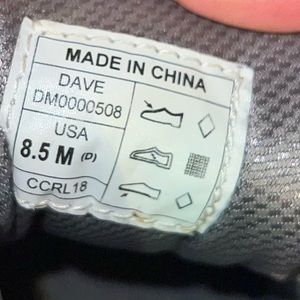 MADE IN CHINA
DAVE
DM0000508
USA
8.5 M (D)
CCRL18